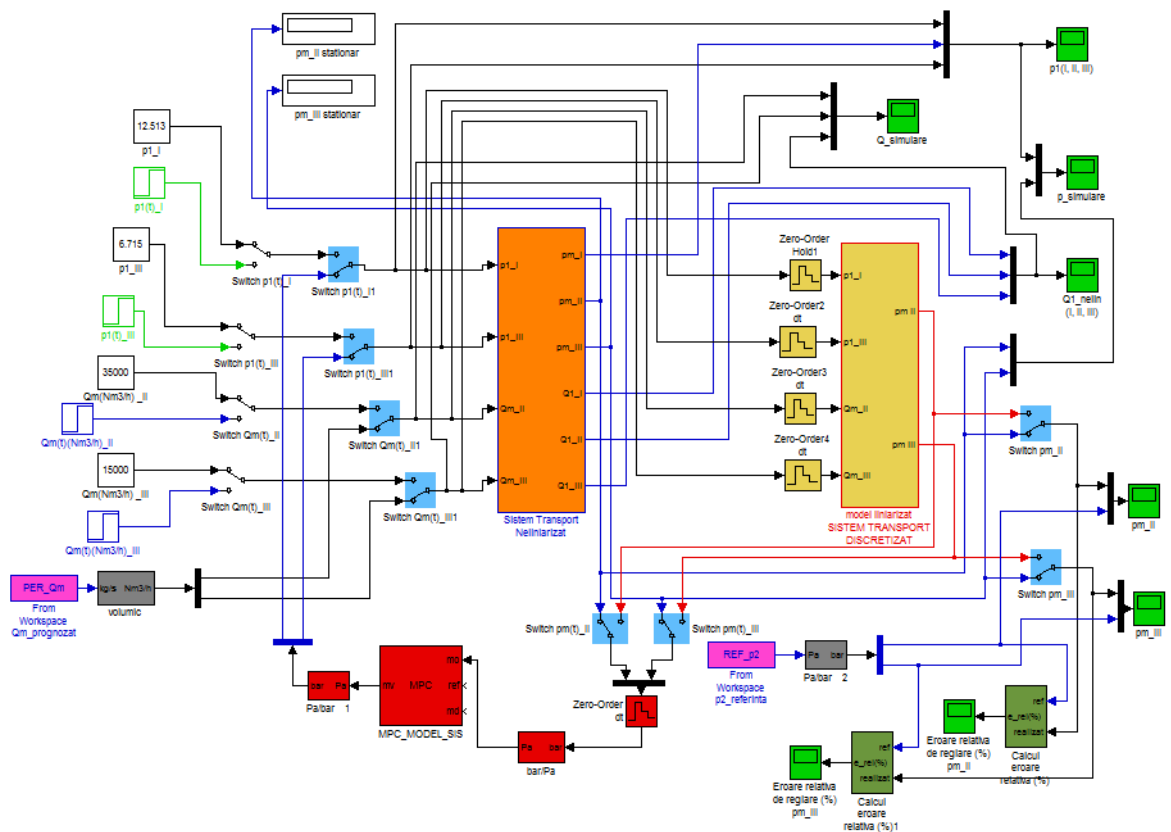 pm_II stationar
pm_III stationar
p1(I, II, III)
12.513
p1_I
Q_simulare
p1(t)_I
p_simulare
6.715
p1_III
Switch p1(t)_I
Switch p1(t)_I1
p1(t)_III
Switch p1(t)_III
Switch p1(t)_III1
35000
Qm(Nm3/h) _II
Qm(t)(Nm3/h)_II
Switch Qm(t)_II
Switch Qm(t)_II1
15000
Qm(Nm3/h) _III
Qm(t)(Nm3/h)_III
Switch Qm(t)_III
Switch Qm(t)_III1
p1_I
p1_III
Qm_II
Qm_III
pm_I
pm_II
pm_III
Q1_I
Q1_II
Q1_III
Sistem Transport
Neliniarizat
Zero-Order
Hold1
Zero-Order2
dt
Zero-Order3
dt
Zero-Order4
dt
p1_I
p1_III
Qm_II
Qm_III
pm II
pm III
model liniarizat
SISTEM TRANSPORT
DISCRETIZAT
Q1_nelin
(I, II, III)
Switch pm_II
pm_II
Switch pm_III
pm_III
PER_Qm
From
Workspace
Qm_prognozat
kg/s Nm3/h
volumic
Switch pm(t)_II
Switch pm(t)_III
REF_p2
From
Workspace
p2_referinta
Pa bar
Pa/bar 2
bar Pa
Pa/bar 1
mv MPC
mo
ref
md
MPC_MODEL_SIS
Zero-Order
dt
Pa bar
bar/Pa
ref
e_rel(%)
realizat
Calcul
eroare
relativa (%)
Eroare relativa
de reglare (%)
pm_II
ref
e_rel(%)
realizat
Calcul
eroare
relativa (%)1
Eroare relativa
de reglare (%)
pm_III